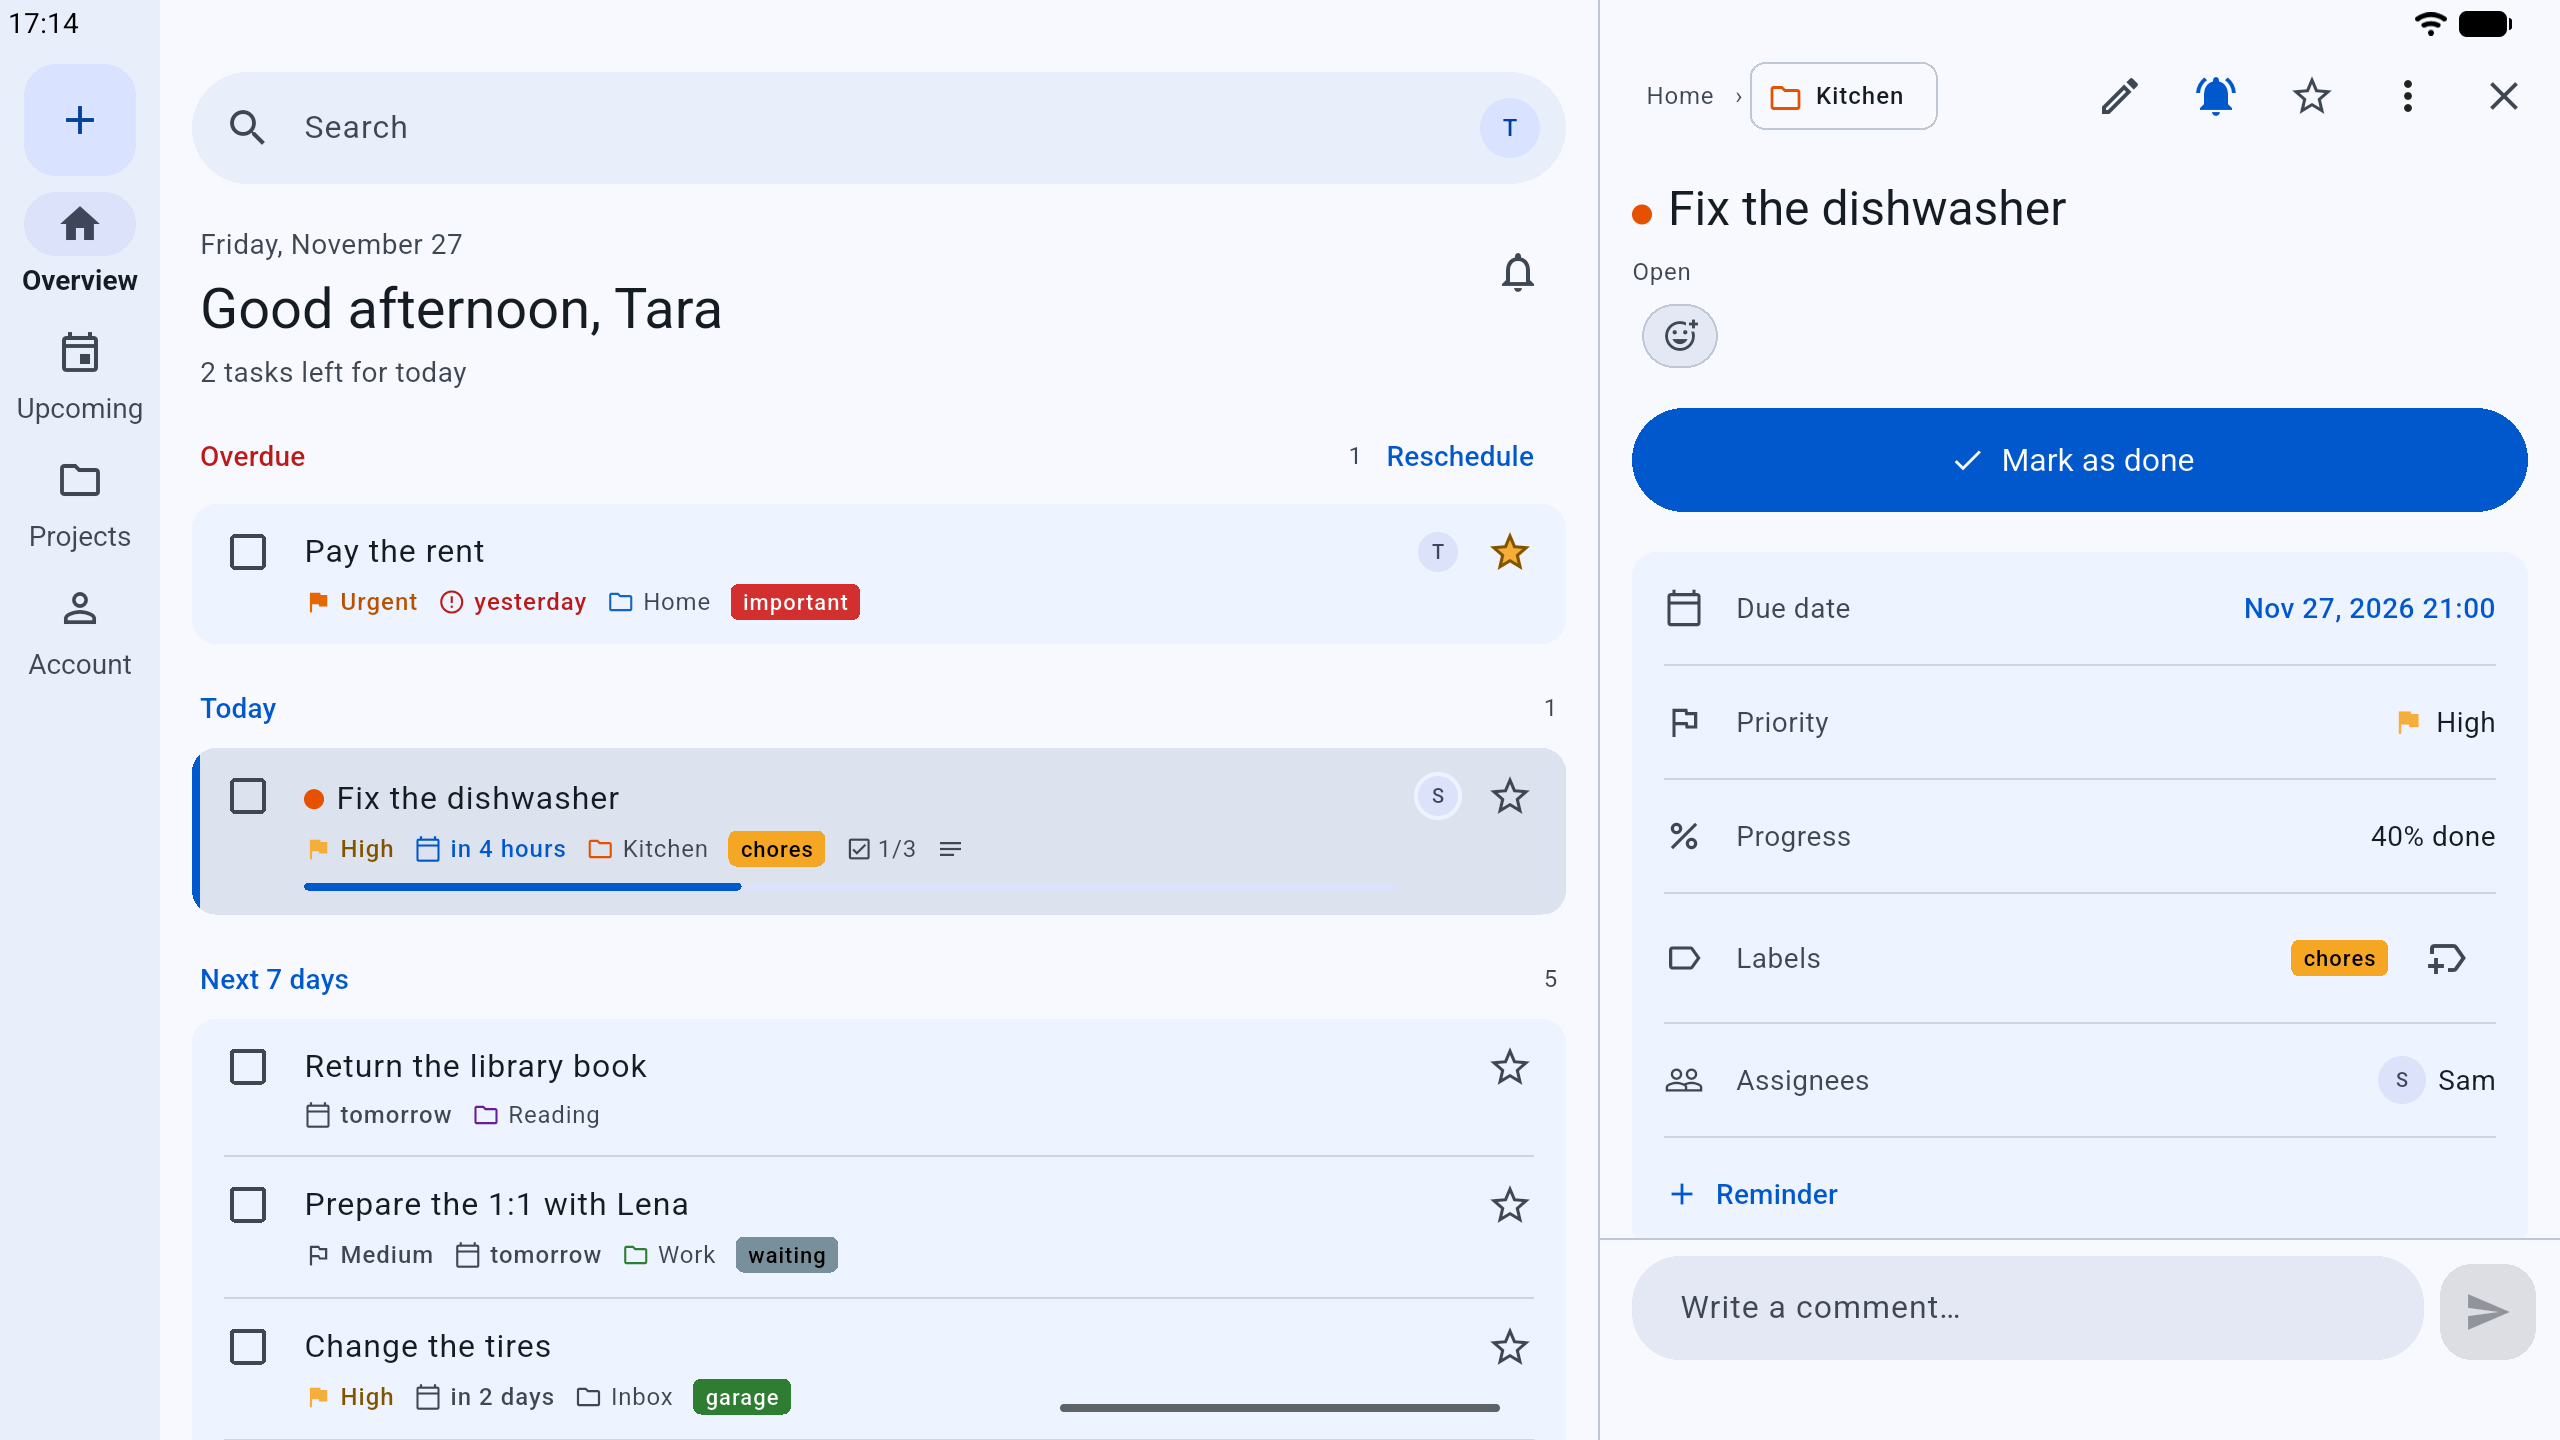 17:14
Overview
Upcoming
Projects
Account
Search
T
Friday, November 27
Good afternoon, Tara
2 tasks left for today
Overdue
1
Reschedule
Pay the rent
T
Urgent
yesterday
Home
important
Today
1
Fix the dishwasher
S
High
in 4 hours
Kitchen
chores
1/3
Next 7 days
5
Return the library book
tomorrow
Reading
Prepare the 1:1 with Lena
Medium
tomorrow
Work
waiting
Change the tires
High
in 2 days
Inbox
garage
Home › Kitchen
Fix the dishwasher
Open
Mark as done
Due date
Nov 27, 2026 21:00
Priority
High
Progress
40% done
Labels
chores
Assignees
S
Sam
Reminder
Write a comment…